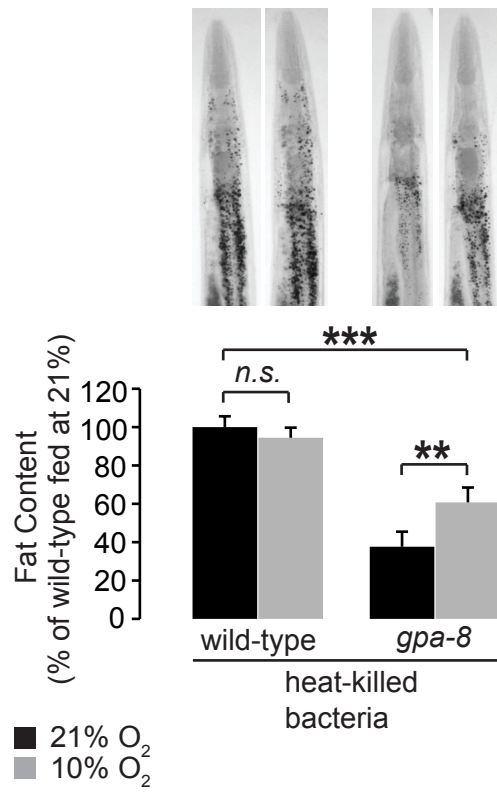 ***
n.s.
**
Fat Content
(% of wild-type fed at 21%)
120
100
80
60
40
20
0
wild-type
gpa-8
heat-killed
bacteria
21% O₂
10% O₂